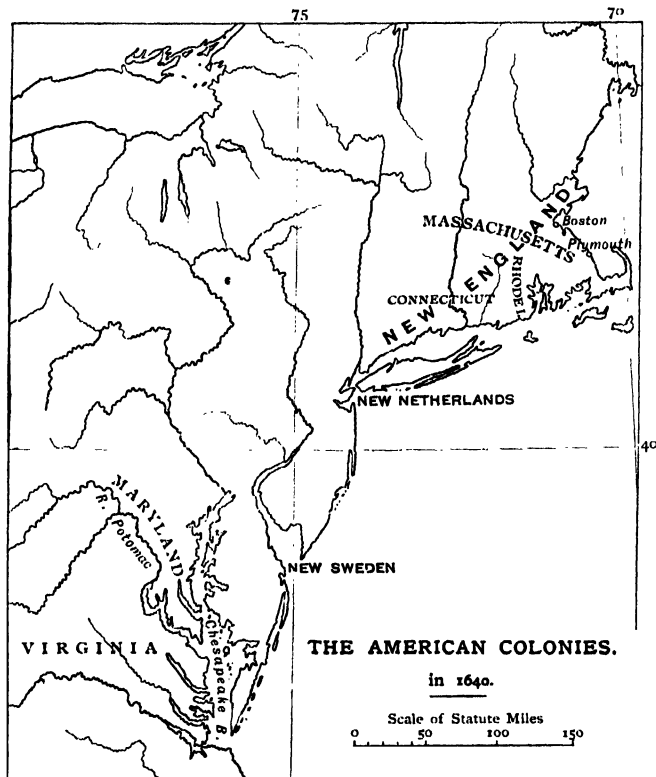 75
70
NEW ENGLAND
MASSACHUSETTS
Boston
Plymouth
RHODE I.
CONNECTICUT
NEW NETHERLANDS
40
MARYLAND
R. Potomac
NEW SWEDEN
VIRGINIA
Chesapeake B.
THE AMERICAN COLONIES.
in 1640.
Scale of Statute Miles
0 50 100 150